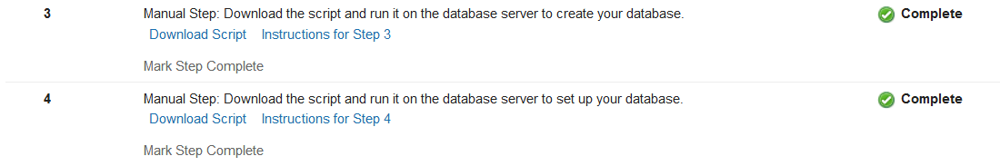 3 Manual Step: Download the script and run it on the database server to create your database. Complete
Download Script Instructions for Step 3
Mark Step Complete
4 Manual Step: Download the script and run it on the database server to set up your database. Complete
Download Script Instructions for Step 4
Mark Step Complete